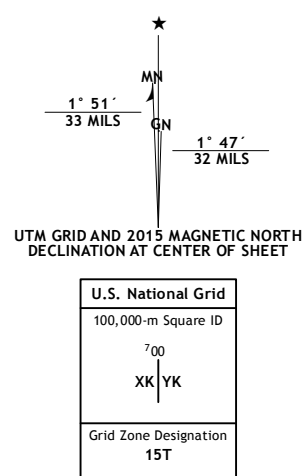 ★
MN
1° 51´
33 MILS
GN
1° 47´
32 MILS
UTM GRID AND 2015 MAGNETIC NORTH
DECLINATION AT CENTER OF SHEET
U.S. National Grid
100,000-m Square ID
⁷00
XK YK
Grid Zone Designation
15T